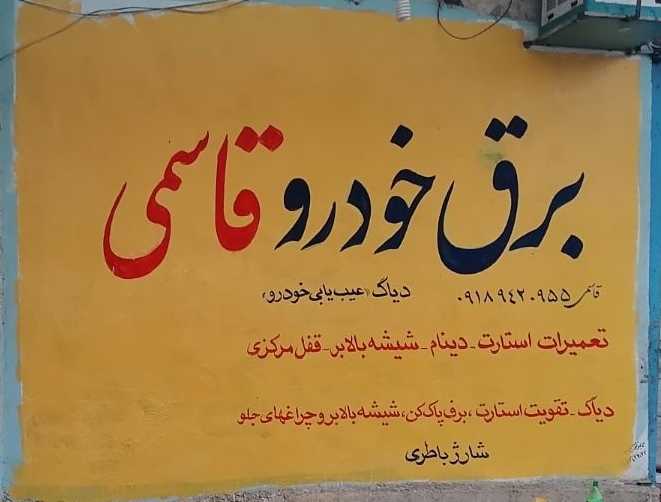 برق خودرو قاسمی
قاسمی ۰۹۱۸۹۴۲۰۹۵۵ دیاگ «عیب یابی خودرو»
تعمیرات استارت - دینام - شیشه بالابر - قفل مرکزی
دیاگ - تقویت استارت ، برف پاک کن ، شیشه بالابر و چراغهای جلو
شارژ باطری